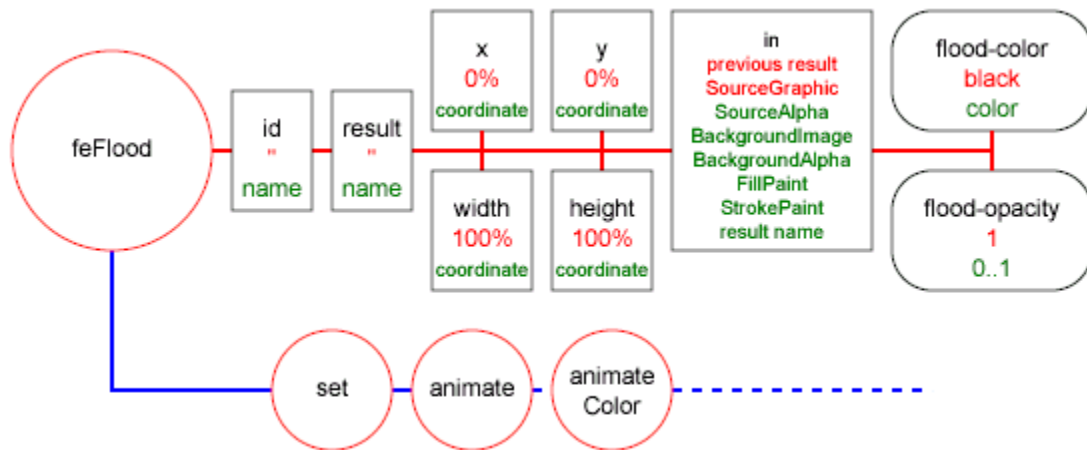 feFlood
id
"
name
result
"
name
x
0%
coordinate
width
100%
coordinate
y
0%
coordinate
height
100%
coordinate
in
previous result
SourceGraphic
SourceAlpha
BackgroundImage
BackgroundAlpha
FillPaint
StrokePaint
result name
flood-color
black
color
flood-opacity
1
0..1
set
animate
animate
Color